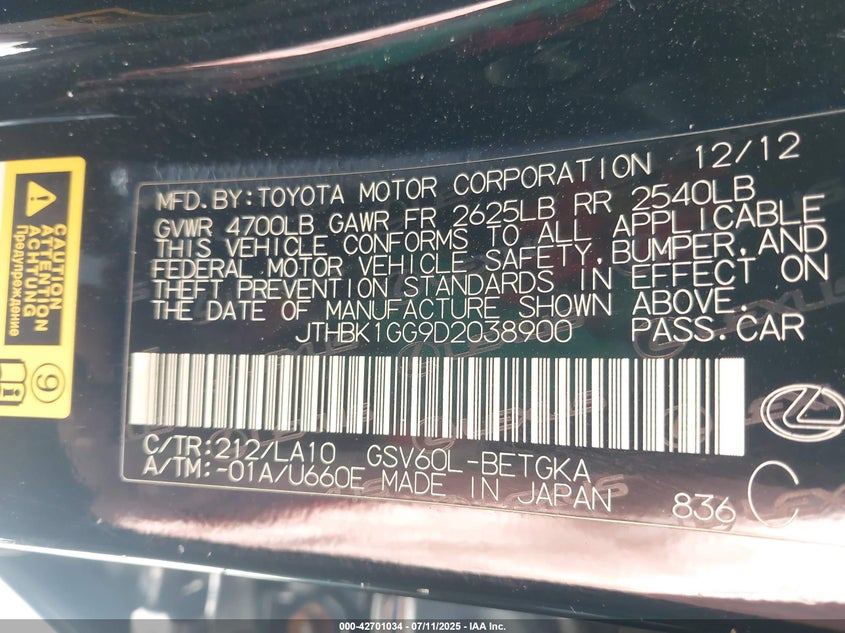 MFD.BY:TOYOTA MOTOR CORPORATION 12/12
GVWR 4700LB GAWR FR 2625LB RR 2540LB
THIS VEHICLE CONFORMS TO ALL APPLICABLE
FEDERAL MOTOR VEHICLE SAFETY,BUMPER,AND
THEFT PREVENTION STANDARDS IN EFFECT ON
THE DATE OF MANUFACTURE SHOWN ABOVE.
JTHBK1GG9D2038900 PASS.CAR
C/TR:212/LA10 GSV60L-BETGKA
A/TM:-01A/U660E MADE IN JAPAN 836 C
CAUTION
ATTENTION
ACHTUNG
Предупреждение
000-42701034 / 07/11/2025 - IAA Inc.